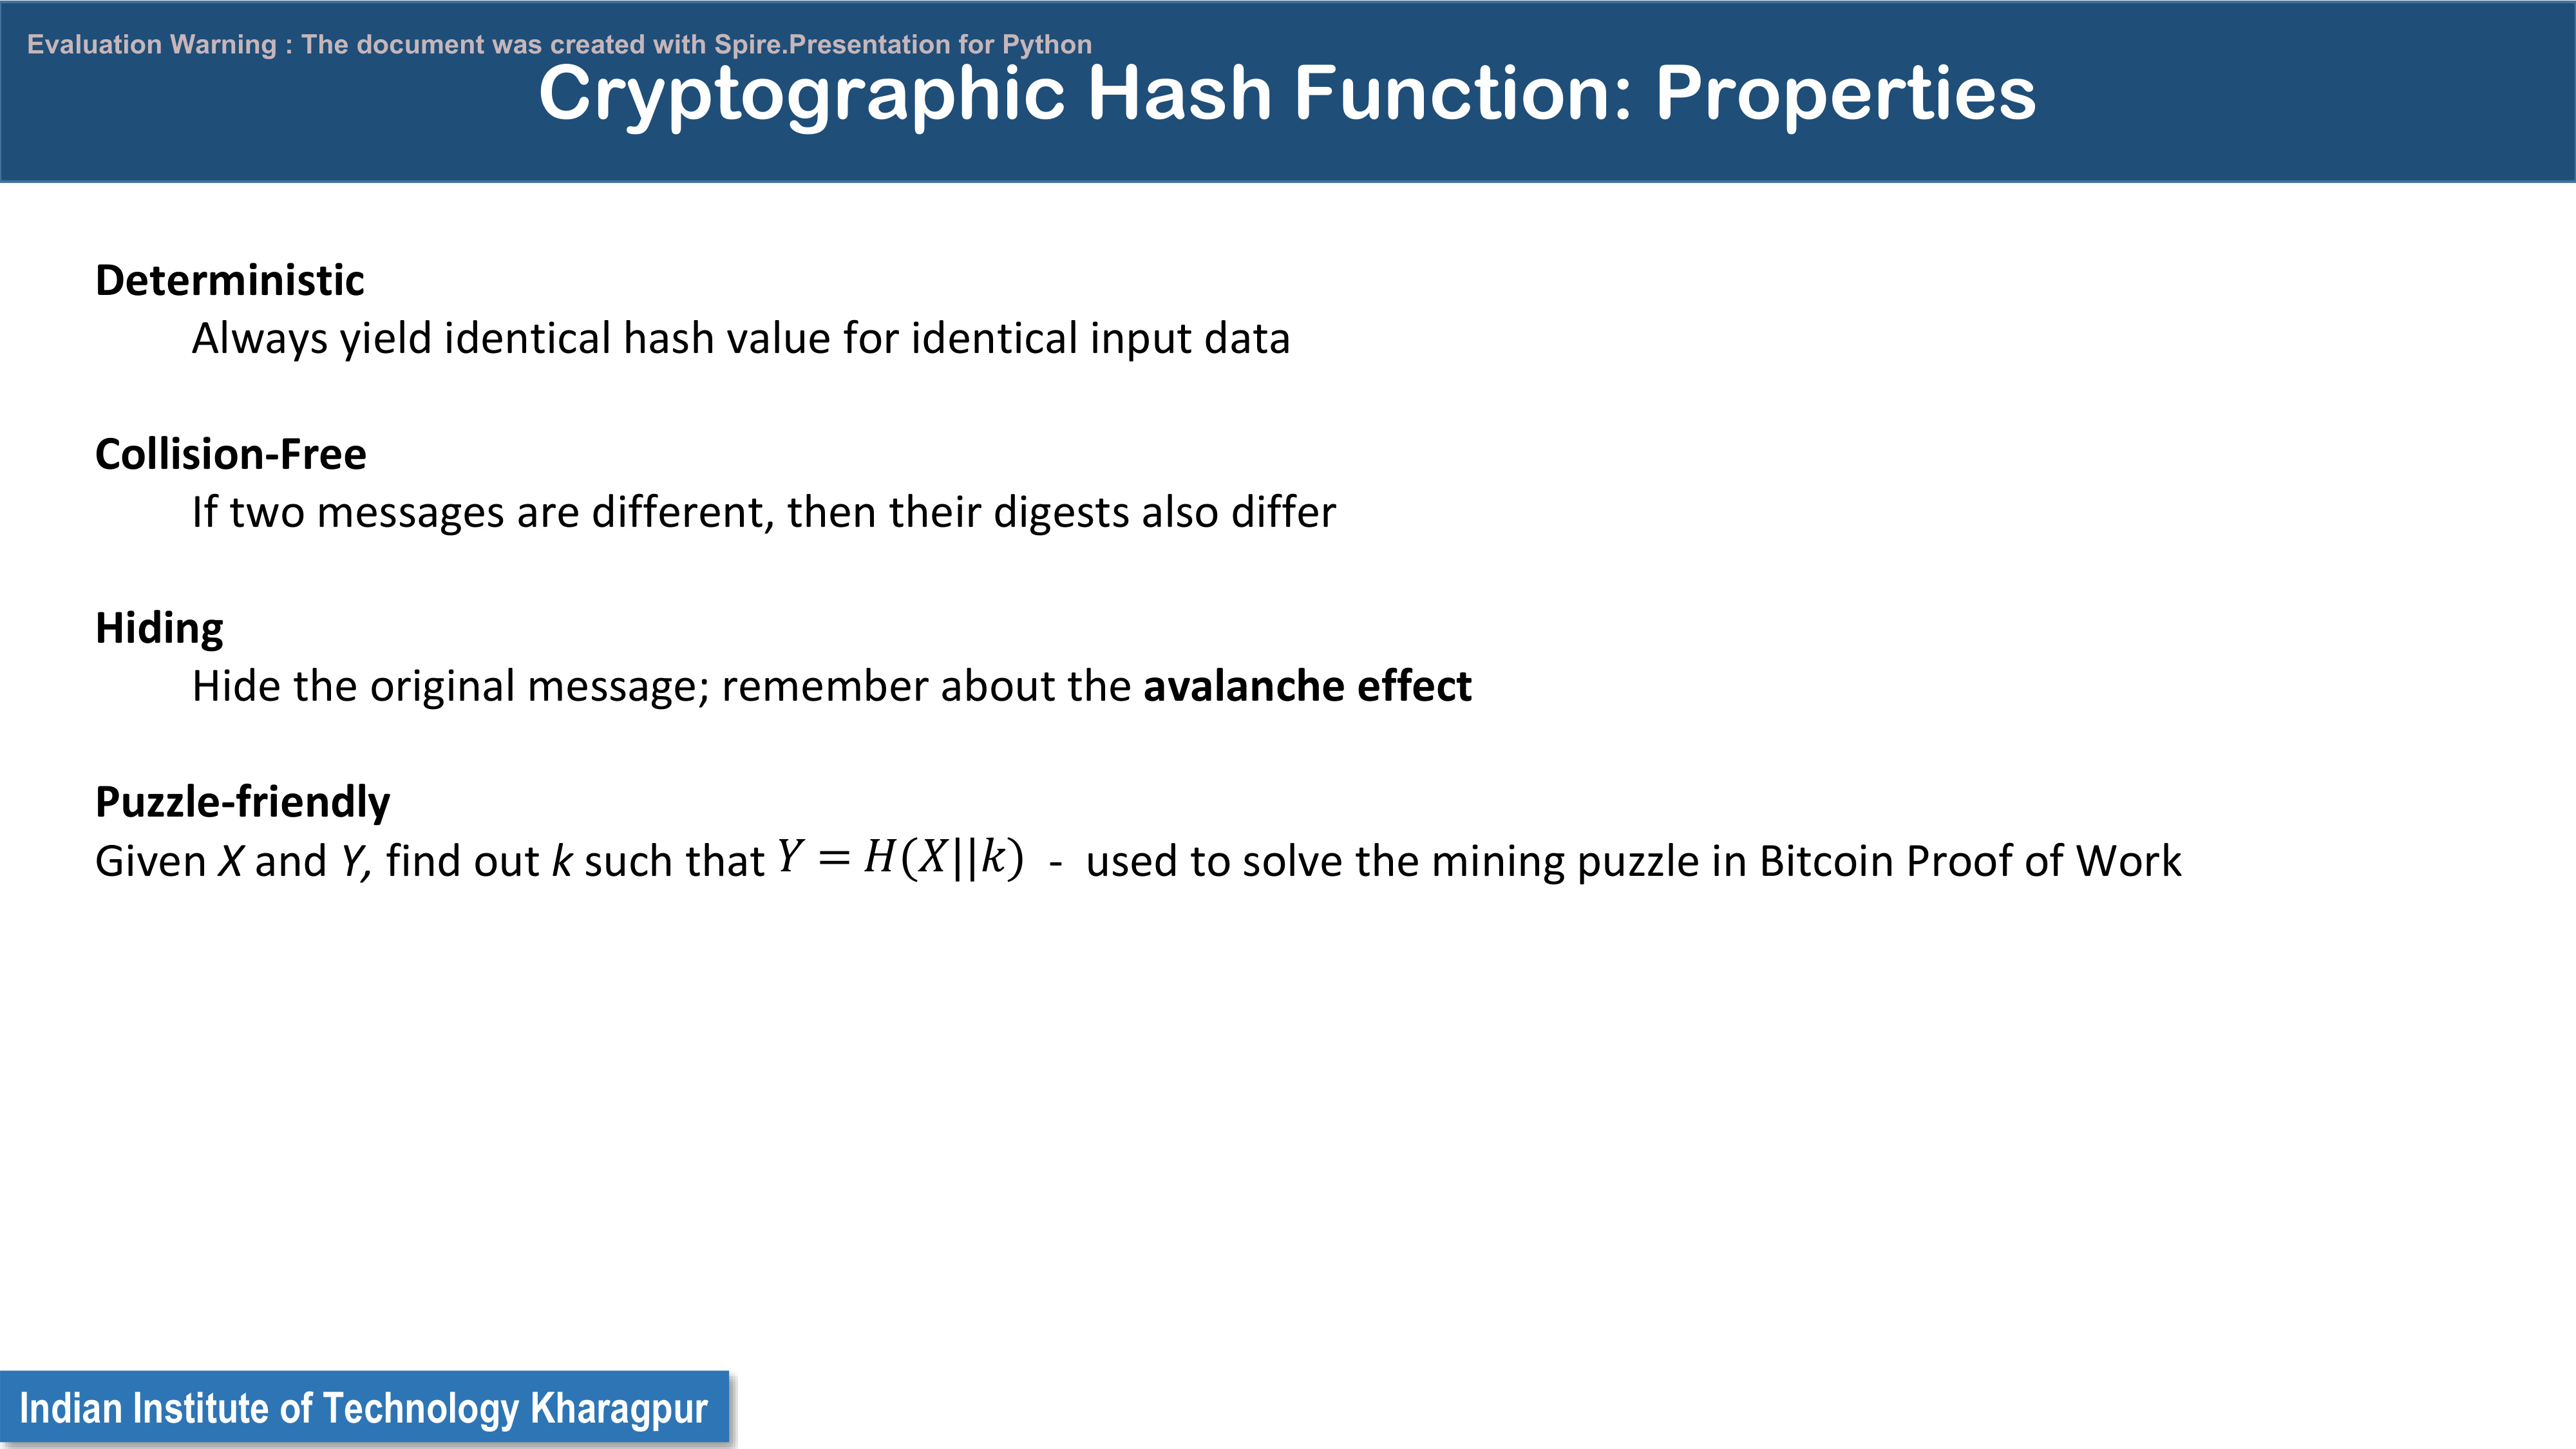 Evaluation Warning : The document was created with Spire.Presentation for Python
Cryptographic Hash Function: Properties
Deterministic
Always yield identical hash value for identical input data
Collision-Free
If two messages are different, then their digests also differ
Hiding
Hide the original message; remember about the avalanche effect
Puzzle-friendly
Given X and Y, find out k such that Y = H(X||k) - used to solve the mining puzzle in Bitcoin Proof of Work
Indian Institute of Technology Kharagpur